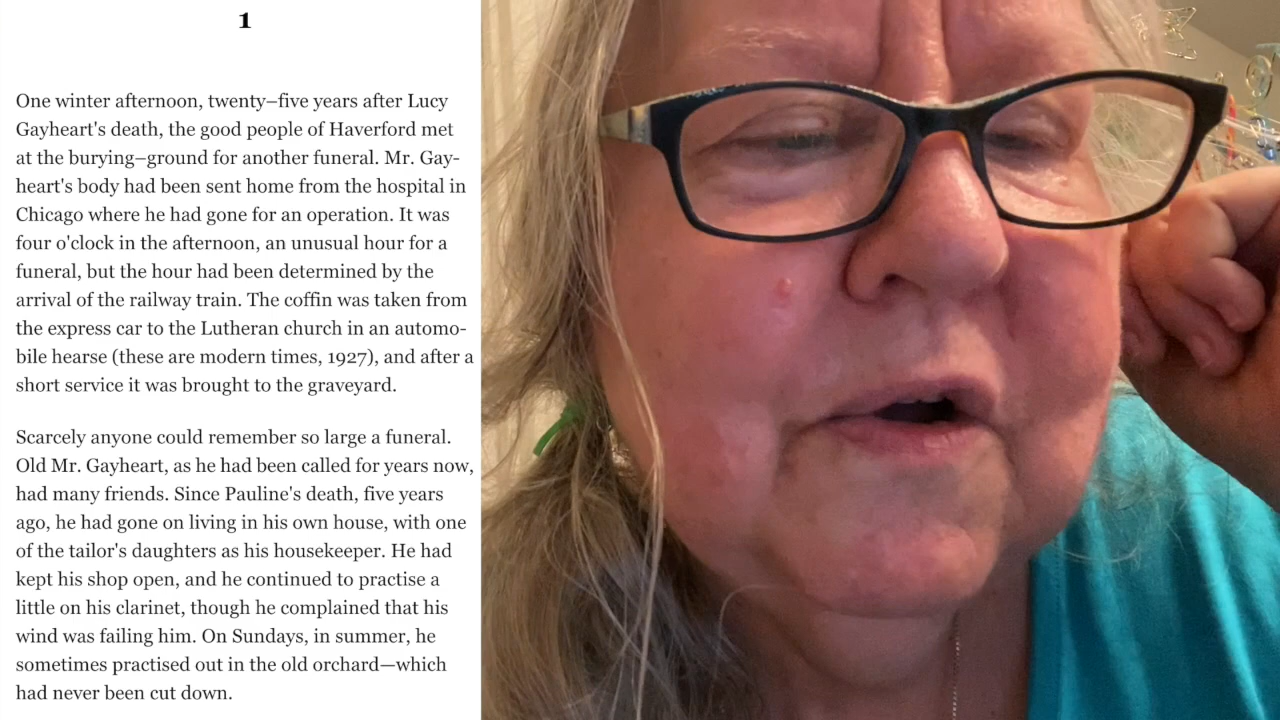 1
One winter afternoon, twenty–five years after Lucy
Gayheart's death, the good people of Haverford met
at the burying–ground for another funeral. Mr. Gay-
heart's body had been sent home from the hospital in
Chicago where he had gone for an operation. It was
four o'clock in the afternoon, an unusual hour for a
funeral, but the hour had been determined by the
arrival of the railway train. The coffin was taken from
the express car to the Lutheran church in an automo-
bile hearse (these are modern times, 1927), and after a
short service it was brought to the graveyard.
Scarcely anyone could remember so large a funeral.
Old Mr. Gayheart, as he had been called for years now,
had many friends. Since Pauline's death, five years
ago, he had gone on living in his own house, with one
of the tailor's daughters as his housekeeper. He had
kept his shop open, and he continued to practise a
little on his clarinet, though he complained that his
wind was failing him. On Sundays, in summer, he
sometimes practised out in the old orchard—which
had never been cut down.